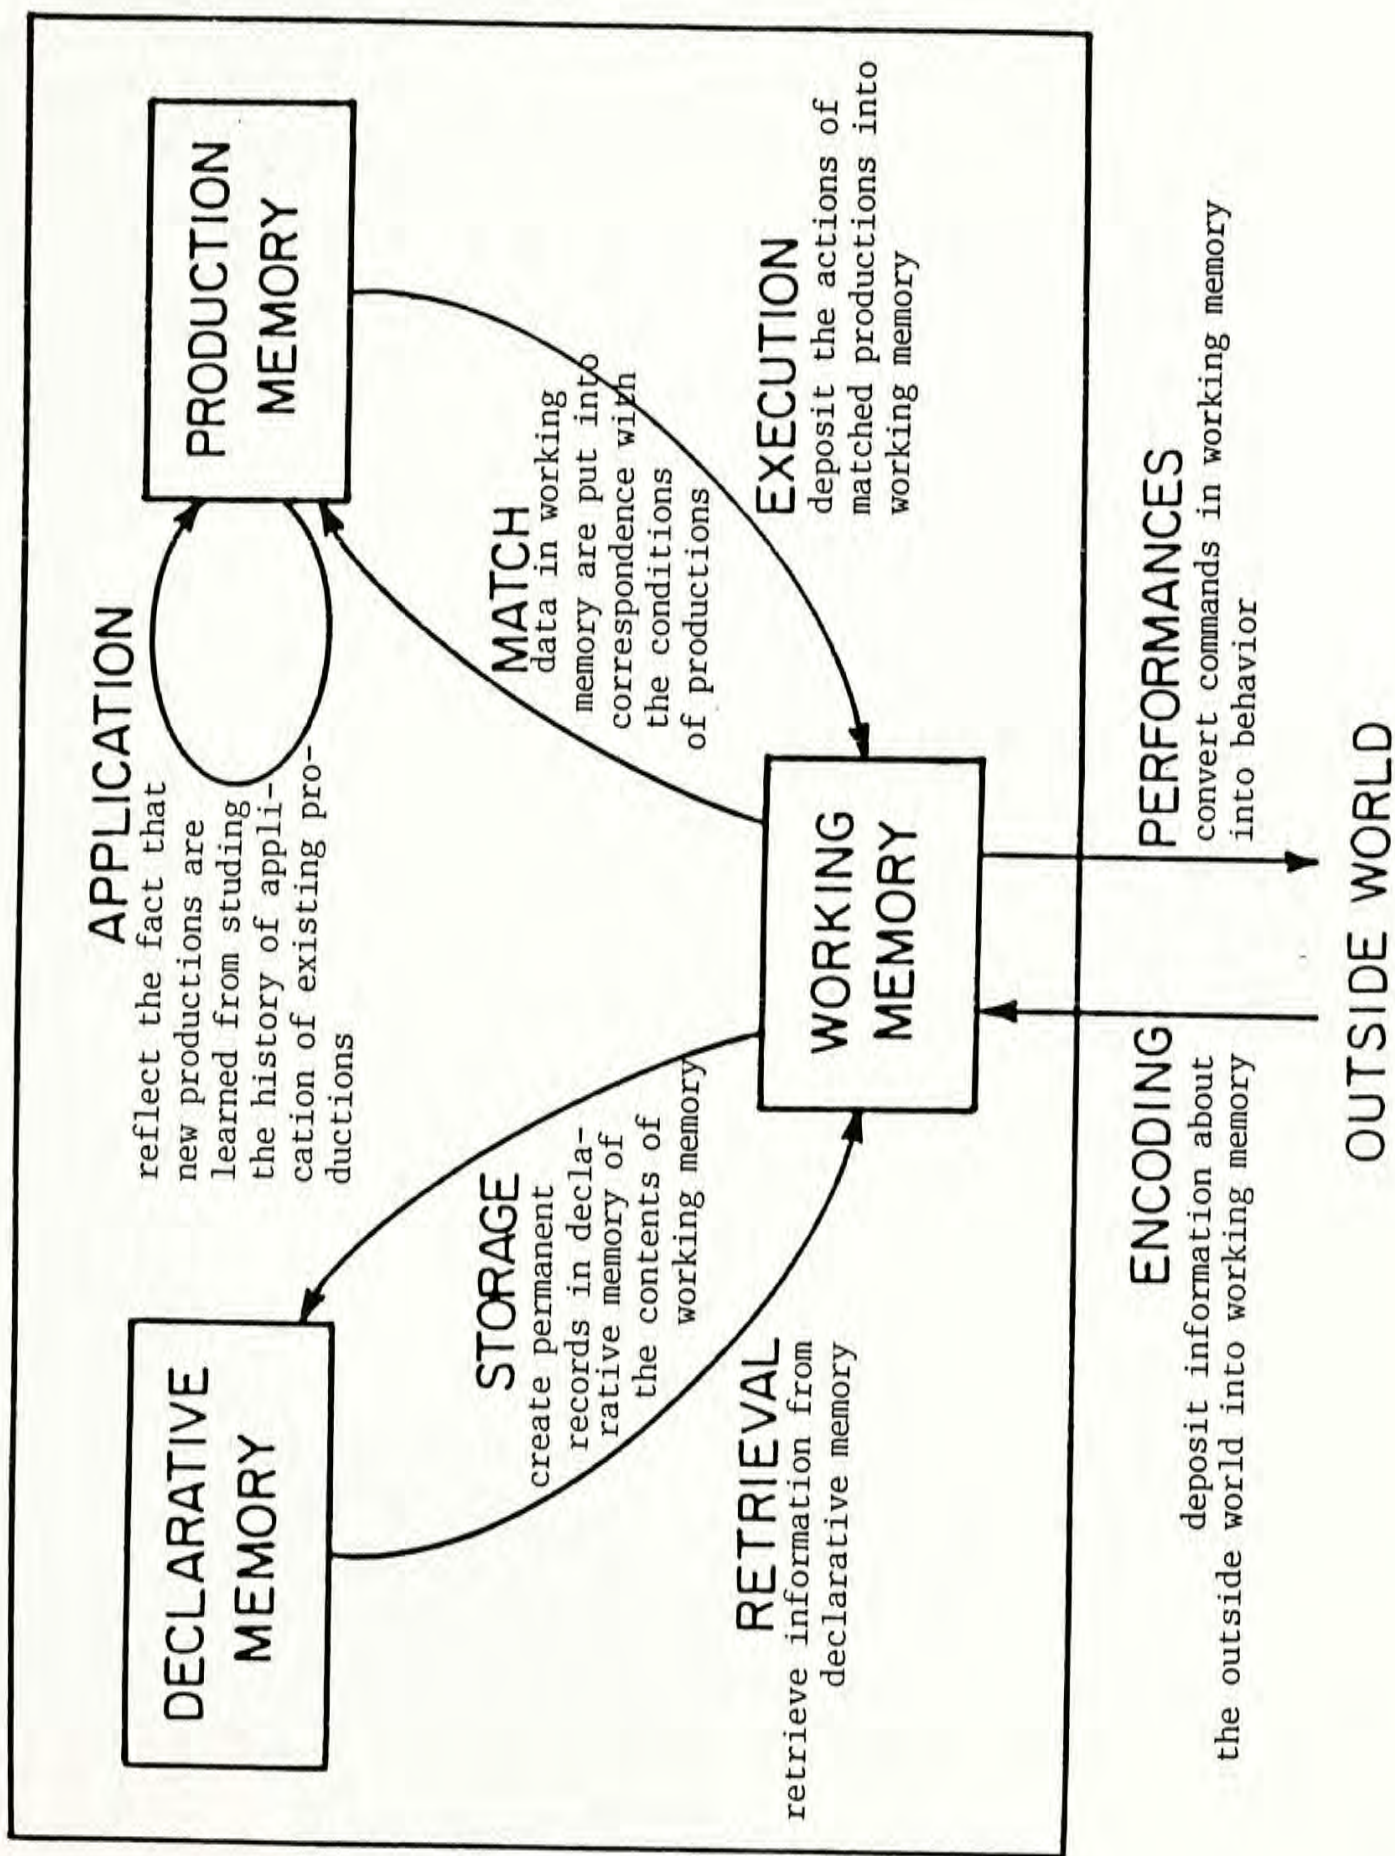 APPLICATION
reflect the fact that
new productions are
learned from studing
the history of appli-
cation of existing pro-
ductions
DECLARATIVE
MEMORY
PRODUCTION
MEMORY
STORAGE
create permanent
records in decla-
rative memory of
the contents of
working memory
MATCH
data in working
memory are put into
correspondence with
the conditions
of productions
RETRIEVAL
retrieve information from
declarative memory
WORKING
MEMORY
EXECUTION
deposit the actions of
matched productions into
working memory
ENCODING
deposit information about
the outside world into working memory
PERFORMANCES
convert commands in working memory
into behavior
OUTSIDE WORLD